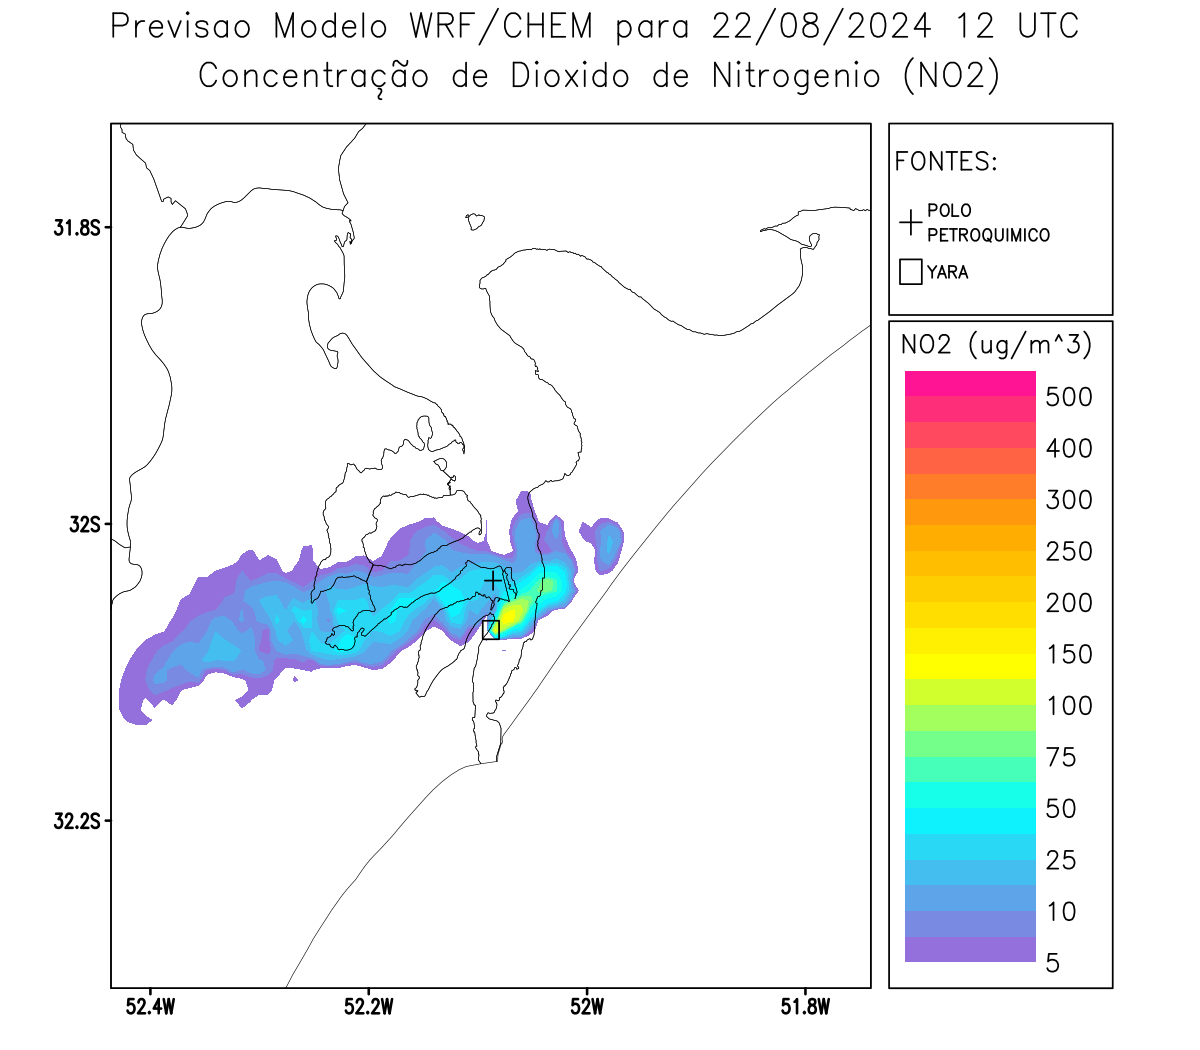 Previsao Modelo WRF/CHEM para 22/08/2024 12 UTC
Concentração de Dioxido de Nitrogenio (NO2)
FONTES:
POLO
PETROQUIMICO
YARA
NO2 (ug/m^3)
500
400
300
250
200
150
100
75
50
25
10
5
31.8S
32S
32.2S
52.4W
52.2W
52W
51.8W